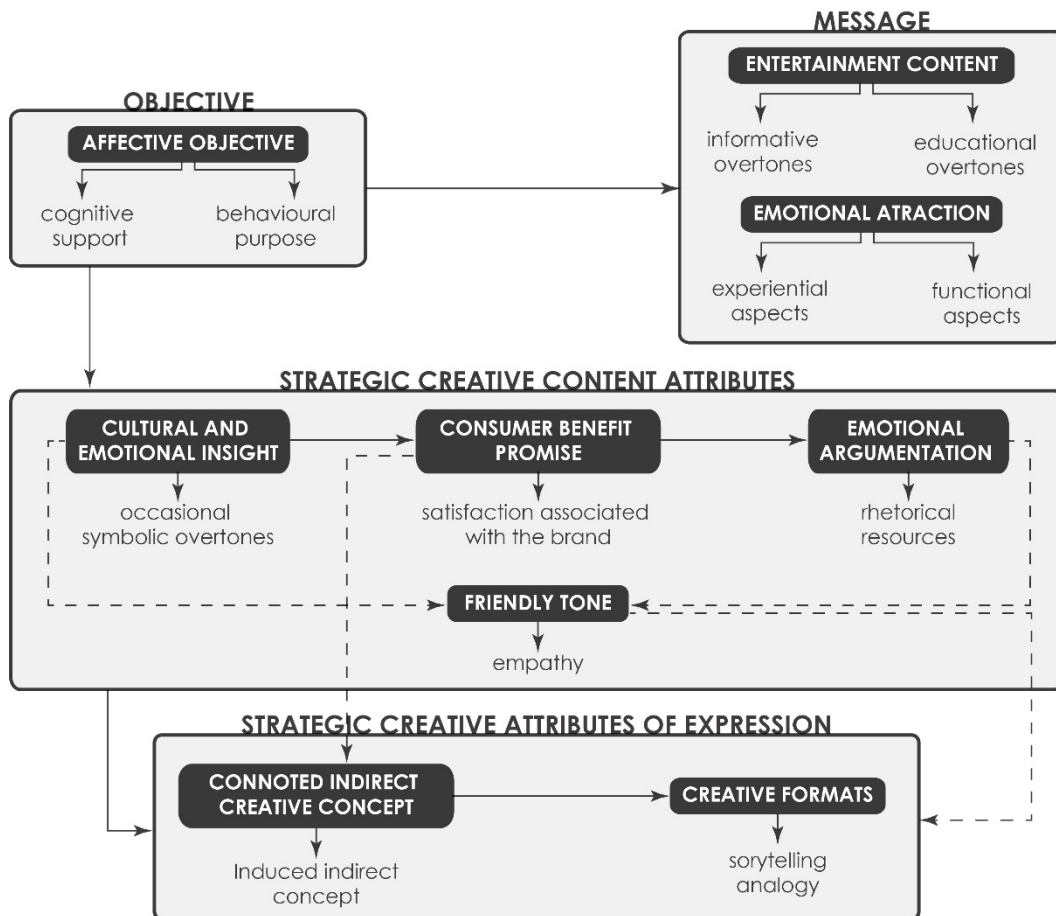 MESSAGE
ENTERTAINMENT CONTENT
informative
overtones
educational
overtones
EMOTIONAL ATRACTION
experiential
aspects
functional
aspects
OBJECTIVE
AFFECTIVE OBJECTIVE
cognitive
support
behavioural
purpose
STRATEGIC CREATIVE CONTENT ATTRIBUTES
CULTURAL AND
EMOTIONAL INSIGHT
occasional
symbolic overtones
CONSUMER BENEFIT
PROMISE
satisfaction associated
with the brand
EMOTIONAL
ARGUMENTATION
rhetorical
resources
FRIENDLY TONE
empathy
STRATEGIC CREATIVE ATTRIBUTES OF EXPRESSION
CONNOTED INDIRECT
CREATIVE CONCEPT
Induced indirect
concept
CREATIVE FORMATS
sorytelling
analogy